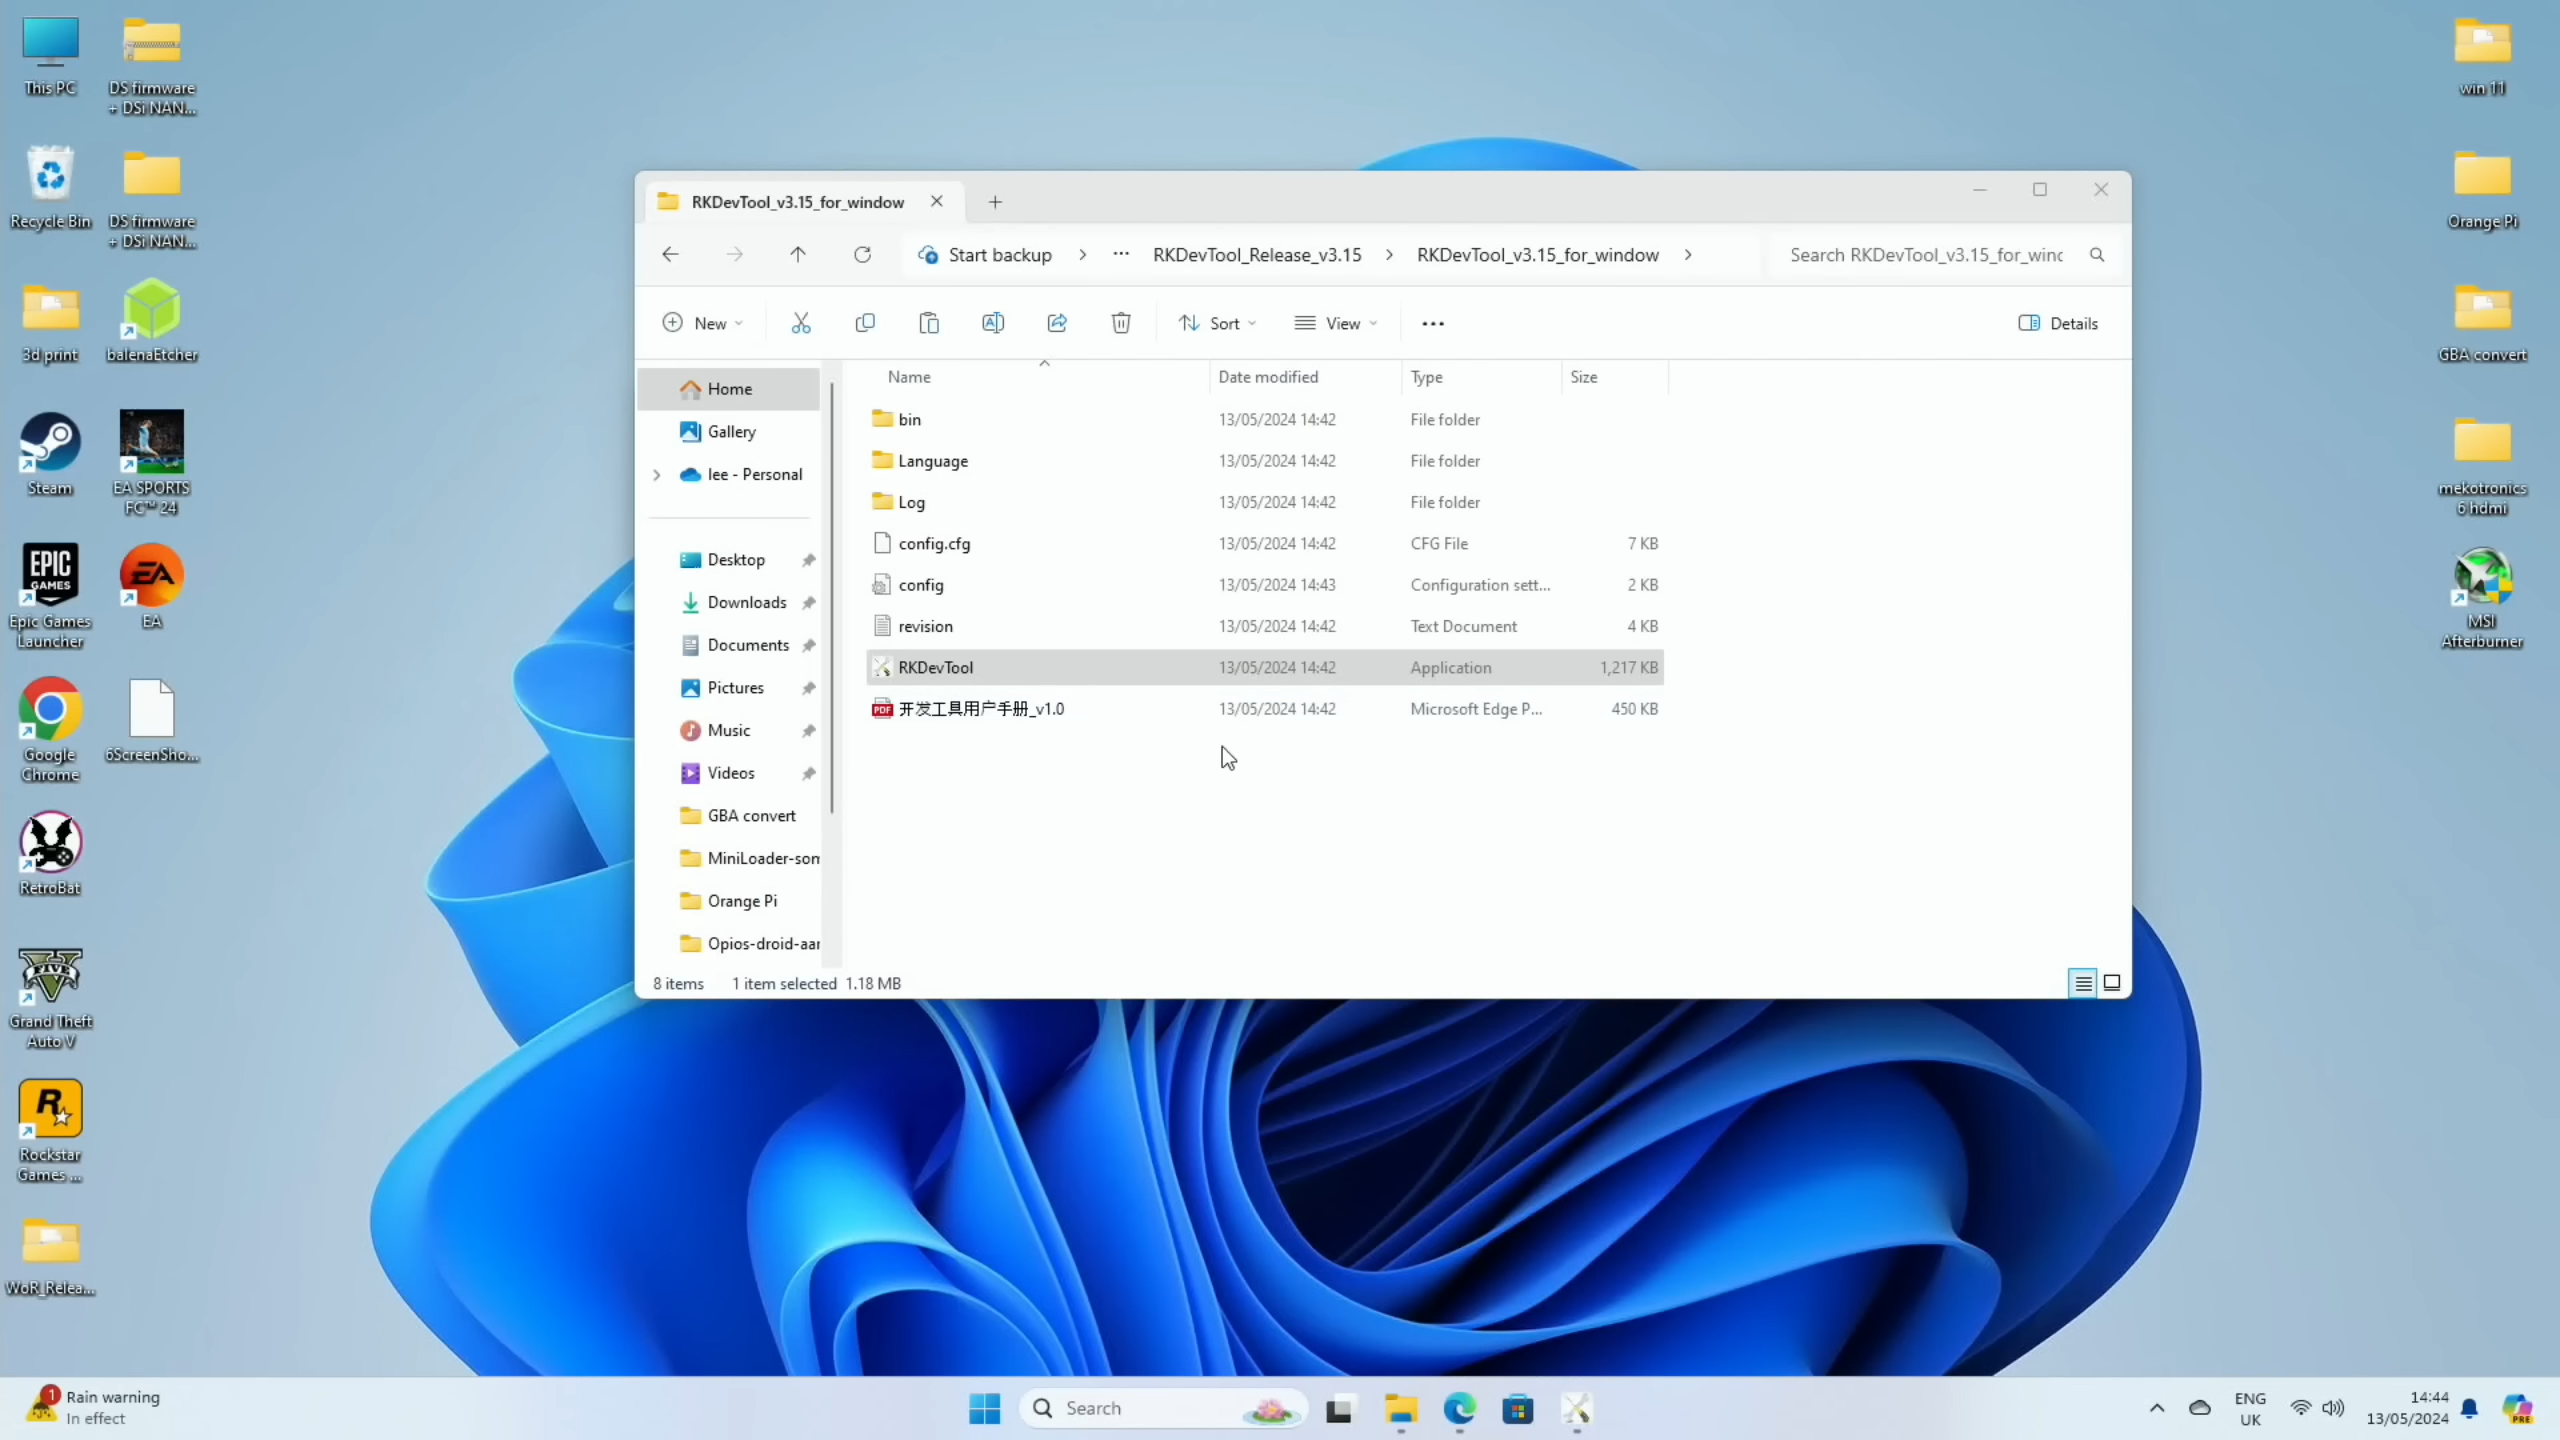 This PC
DS firmware
+ DSi NAN...
Recycle Bin
DS firmware
+ DSi NAN...
3d print
balenaEtcher
Steam
EA SPORTS
FC™ 24
EPIC
GAMES
Epic Games
Launcher
EA
EA
Google
Chrome
6ScreenSho...
RetroBat
FIVE
Grand Theft
Auto V
R
Rockstar
Games ...
WoR_Relea...
win 11
Orange Pi
GBA convert
mekotronics
6 hdmi
MSI
Afterburner
RKDevTool_v3.15_for_window
Start backup
...
RKDevTool_Release_v3.15
RKDevTool_v3.15_for_window
Search RKDevTool_v3.15_for_winc
New
Sort
View
Details
Home
Gallery
lee - Personal
Desktop
Downloads
Documents
Pictures
Music
Videos
GBA convert
MiniLoader-som
Orange Pi
Opios-droid-aar
Name Date modified Type Size
bin 13/05/2024 14:42 File folder
Language 13/05/2024 14:42 File folder
Log 13/05/2024 14:42 File folder
config.cfg 13/05/2024 14:42 CFG File 7 KB
config 13/05/2024 14:43 Configuration sett... 2 KB
revision 13/05/2024 14:42 Text Document 4 KB
RKDevTool 13/05/2024 14:42 Application 1,217 KB
PDF 开发工具用户手册_v1.0 13/05/2024 14:42 Microsoft Edge P... 450 KB
8 items 1 item selected 1.18 MB
1
Rain warning
In effect
Search
ENG
UK
14:44
13/05/2024
PRE